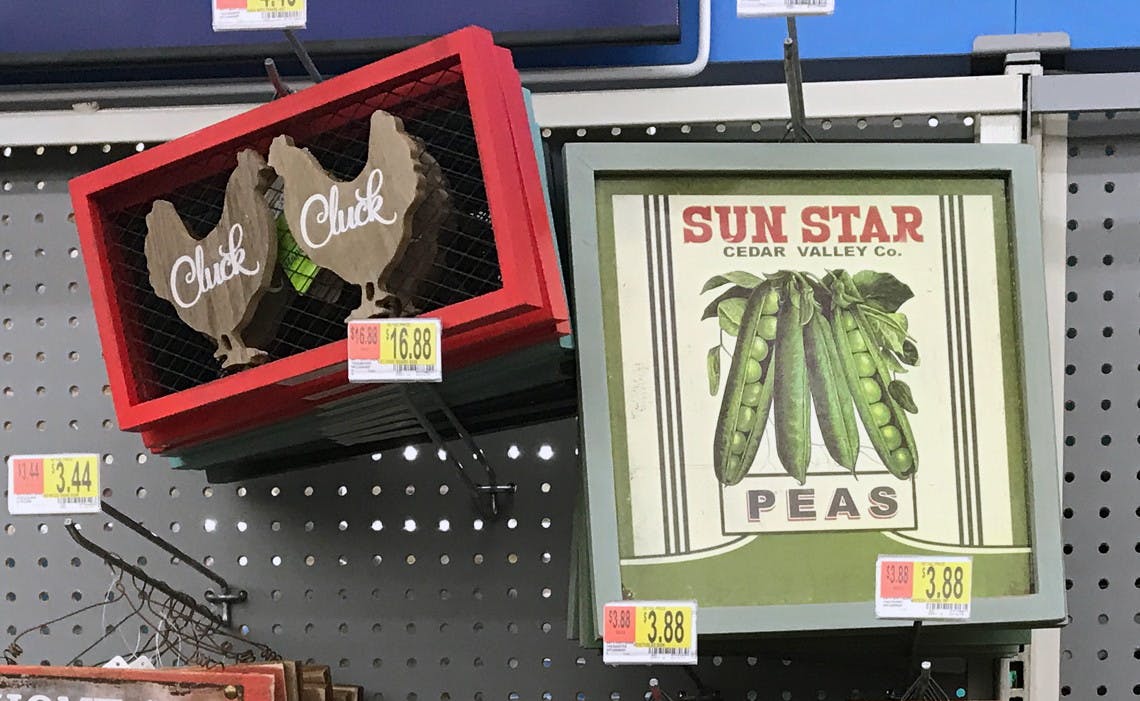 Cluck
Cluck
SUN STAR
CEDAR VALLEY Co.
PEAS
$16.88 $16.88
$3.44 $3.44
$3.88 $3.88
$3.88 $3.88